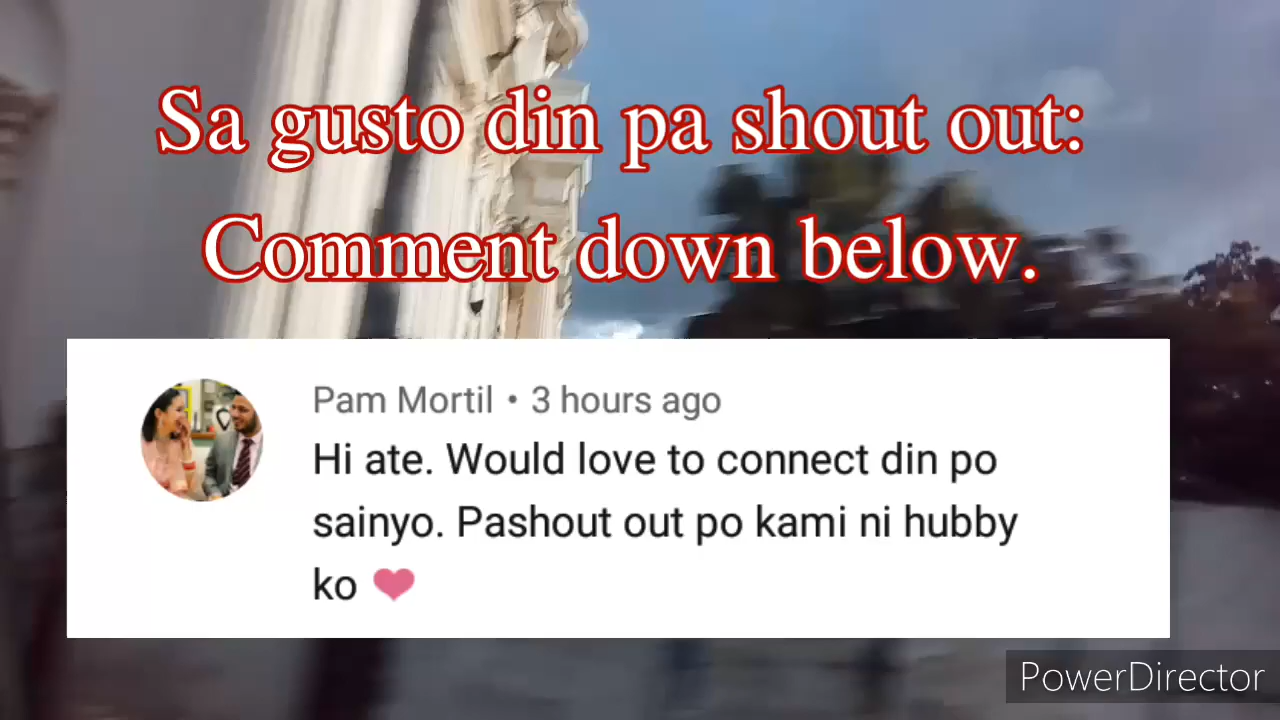 Sa gusto din pa shout out:
Comment down below.
Pam Mortil • 3 hours ago
Hi ate. Would love to connect din po
sainyo. Pashout out po kami ni hubby
ko ❤
PowerDirector